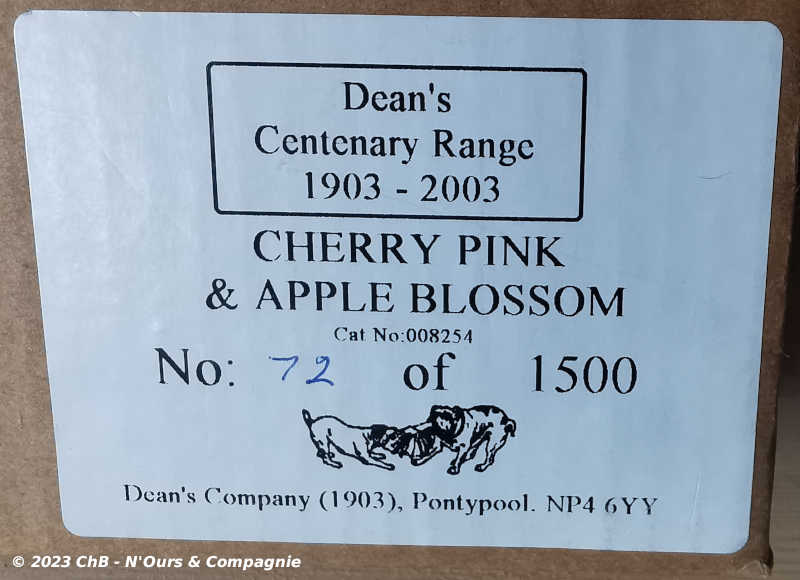 Dean's
Centenary Range
1903 - 2003
CHERRY PINK
& APPLE BLOSSOM
Cat No:008254
No: 72 of 1500
Dean's Company (1903), Pontypool. NP4 6YY
© 2023 ChB - N'Ours & Compagnie